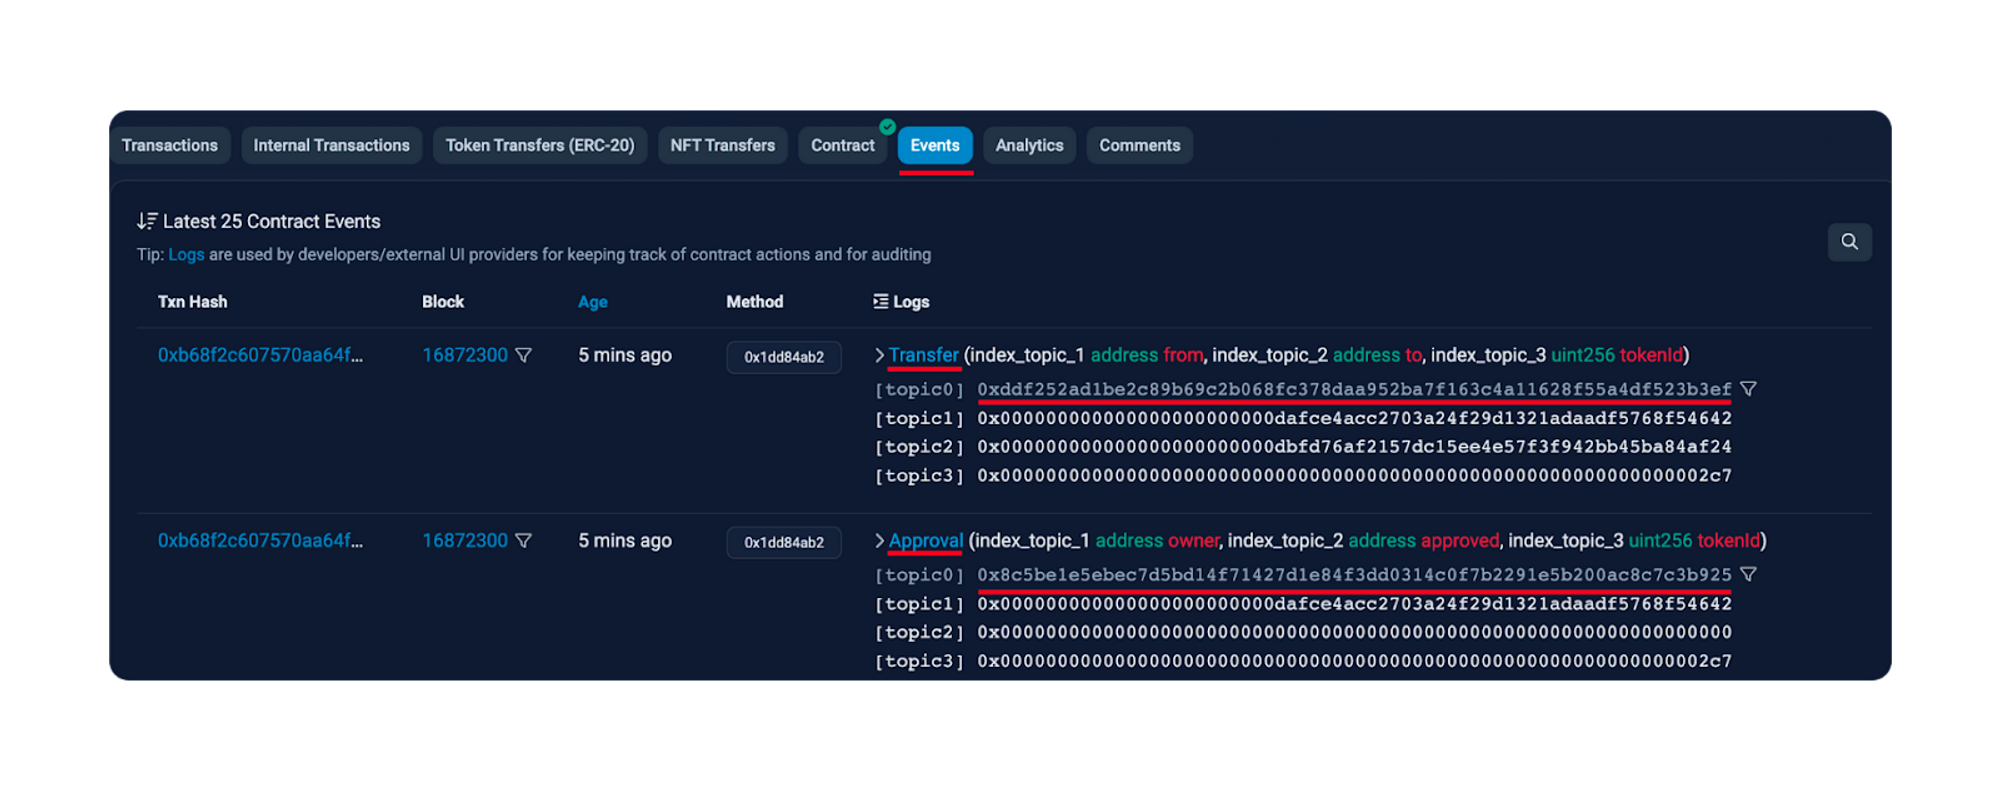 Transactions Internal Transactions Token Transfers (ERC-20) NFT Transfers Contract Events Analytics Comments
Latest 25 Contract Events
Tip: Logs are used by developers/external UI providers for keeping track of contract actions and for auditing
Txn Hash Block Age Method Logs
0xb68f2c607570aa64f... 16872300 5 mins ago 0x1dd84ab2 Transfer (index_topic_1 address from, index_topic_2 address to, index_topic_3 uint256 tokenId)
[topic0] 0xddf252ad1be2c89b69c2b068fc378daa952ba7f163c4a11628f55a4df523b3ef
[topic1] 0x000000000000000000000000dafce4acc2703a24f29d1321adaadf5768f54642
[topic2] 0x000000000000000000000000dbfd76af2157dc15ee4e57f3f942bb45ba84af24
[topic3] 0x00000000000000000000000000000000000000000000000000000000000002c7
0xb68f2c607570aa64f... 16872300 5 mins ago 0x1dd84ab2 Approval (index_topic_1 address owner, index_topic_2 address approved, index_topic_3 uint256 tokenId)
[topic0] 0x8c5be1e5ebec7d5bd14f71427d1e84f3dd0314c0f7b2291e5b200ac8c7c3b925
[topic1] 0x000000000000000000000000dafce4acc2703a24f29d1321adaadf5768f54642
[topic2] 0x0000000000000000000000000000000000000000000000000000000000000000
[topic3] 0x00000000000000000000000000000000000000000000000000000000000002c7